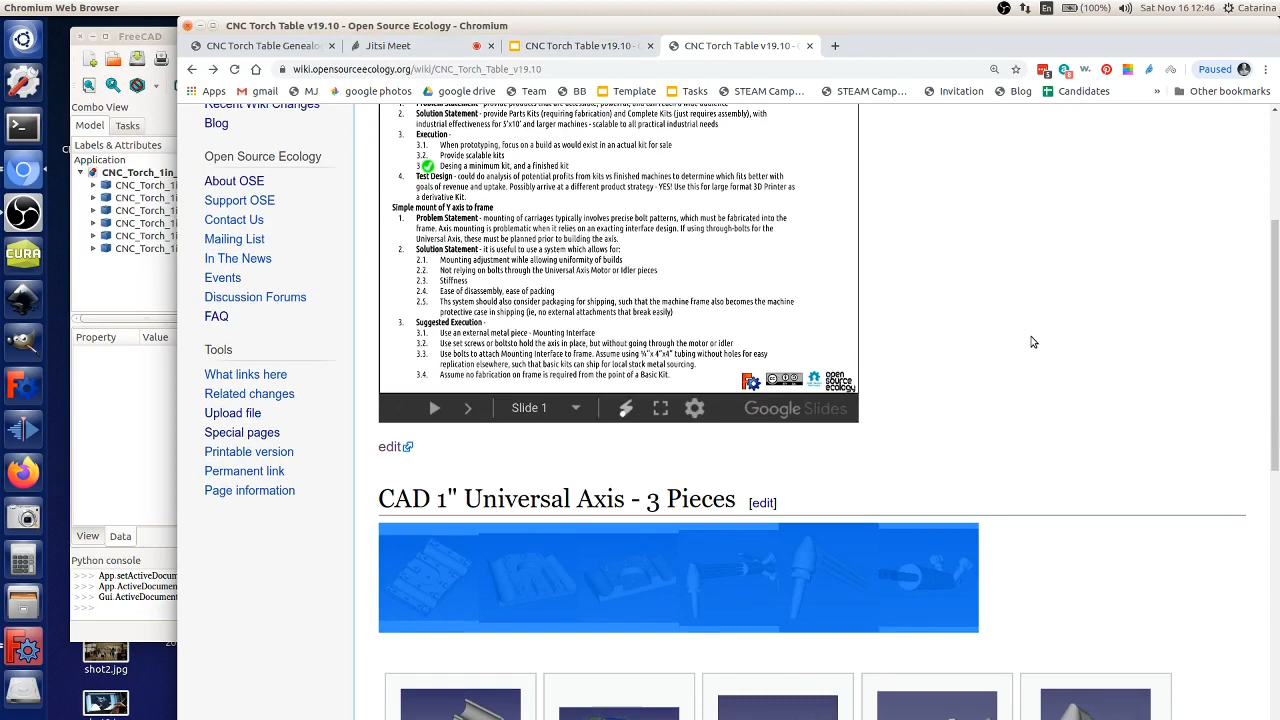 Chromium Web Browser
(100%)
Sat Nov 16 12:46
Catarina
En
FreeCAD
Combo View
Model
Tasks
Labels & Attributes
Application
CNC_Torch_1i
CNC_Torch_1i
CNC_Torch_1i
CNC_Torch_1i
CNC_Torch_1i
CNC_Torch_1i
CNC_Torch_1i
Property
Value
View
Data
Python console
>>> App.setActiveDocum
>>> App.ActiveDocumen
>>> Gui.ActiveDocument
>>>
shot2.jpg
CURA
CNC Torch Table v19.10 - Open Source Ecology - Chromium
CNC Torch Table Genealo
Jitsi Meet
CNC Torch Table v19.10 -
CNC Torch Table v19.10 -
wiki.opensourceecology.org/wiki/CNC_Torch_Table_v19.10
Paused
Apps
gmail
MJ
google photos
google drive
Team
BB
Template
Tasks
STEAM Camp...
STEAM Camp...
Invitation
Blog
Candidates
»
Other bookmarks
Recent Wiki Changes
Blog
Open Source Ecology
About OSE
Support OSE
Contact Us
Mailing List
In The News
Events
Discussion Forums
FAQ
Tools
What links here
Related changes
Upload file
Special pages
Printable version
Permanent link
Page information
2. Solution Statement - provide Parts Kits (requiring fabrication) and Complete Kits (just requires assembly), with
industrial effectiveness for 5'x10' and larger machines - scalable to all practical industrial needs
3. Execution -
3.1. When prototyping, focus on a build as would exist in an actual kit for sale
3.2. Provide scalable kits
3 Desing a minimum kit, and a finished kit
4. Test Design - could do analysis of potential profits from kits vs finished machines to determine which fits better with
goals of revenue and uptake. Possibly arrive at a different product strategy - YES! Use this for large format 3D Printer as
a derivative Kit.
Simple mount of Y axis to frame
1. Problem Statement - mounting of carriages typically involves precise bolt patterns, which must be fabricated into the
frame. Axis mounting is problematic when it relies on an exacting interface design. If using through-bolts for the
Universal Axis, these must be planned prior to building the axis.
2. Solution Statement - it is useful to use a system which allows for:
2.1. Mounting adjustment wihle allowing uniformity of builds
2.2. Not relying on bolts through the Universal Axis Motor or Idler pieces
2.3. Stiffness
2.4. Ease of disassembly, ease of packing
2.5. Ths system should also consider packaging for shipping, such that the machine frame also becomes the machine
protective case in shipping (ie, no external attachments that break easily)
3. Suggested Execution -
3.1. Use an external metal piece - Mounting Interface
3.2. Use set screws or boltsto hold the axis in place, but without going through the motor or idler
3.3. Use bolts to attach Mounting Interface to frame. Assume using ¼"x 4"x4" tubing without holes for easy
replication elsewhere, such that basic kits can ship for local stock metal sourcing.
3.4. Assume no fabrication on frame is required from the point of a Basic Kit.
open
source
ecology
Slide 1
Google Slides
edit
CAD 1" Universal Axis - 3 Pieces [edit]